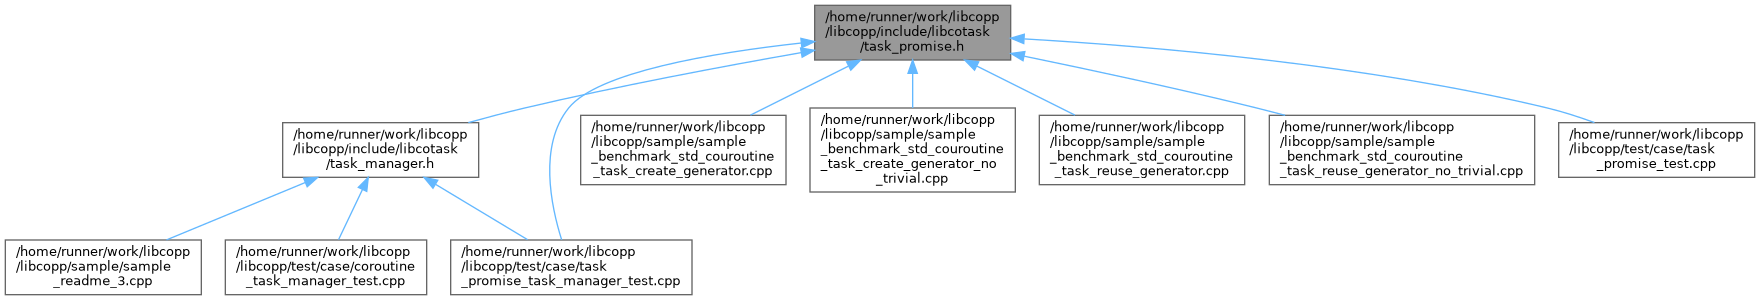 /home/runner/work/libcopp
/libcopp/include/libcotask
/task_promise.h
/home/runner/work/libcopp
/libcopp/include/libcotask
/task_manager.h
/home/runner/work/libcopp
/libcopp/sample/sample
_benchmark_std_couroutine
_task_create_generator.cpp
/home/runner/work/libcopp
/libcopp/sample/sample
_benchmark_std_couroutine
_task_create_generator_no
_trivial.cpp
/home/runner/work/libcopp
/libcopp/sample/sample
_benchmark_std_couroutine
_task_reuse_generator.cpp
/home/runner/work/libcopp
/libcopp/sample/sample
_benchmark_std_couroutine
_task_reuse_generator_no_trivial.cpp
/home/runner/work/libcopp
/libcopp/test/case/task
_promise_test.cpp
/home/runner/work/libcopp
/libcopp/sample/sample
_readme_3.cpp
/home/runner/work/libcopp
/libcopp/test/case/coroutine
_task_manager_test.cpp
/home/runner/work/libcopp
/libcopp/test/case/task
_promise_task_manager_test.cpp